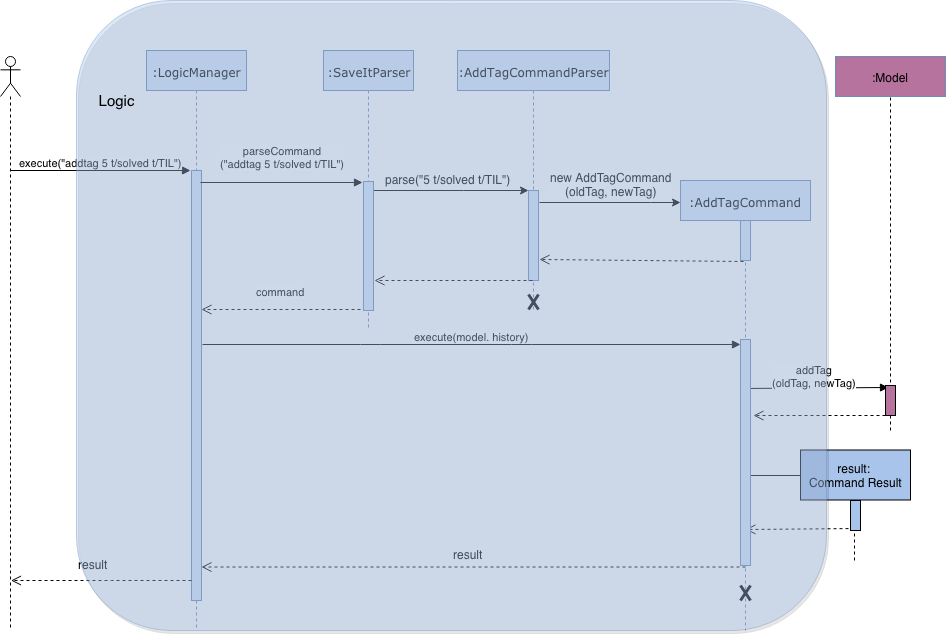 :LogicManager
:SaveItParser
:AddTagCommandParser
:Model
Logic
execute("addtag 5 t/solved t/TIL")
parseCommand
("addtag 5 t/solved t/TIL")
parse("5 t/solved t/TIL")
new AddTagCommand
(oldTag, newTag)
:AddTagCommand
X
command
execute(model. history)
addTag
(oldTag, newTag)
result:
Command Result
result
result
X